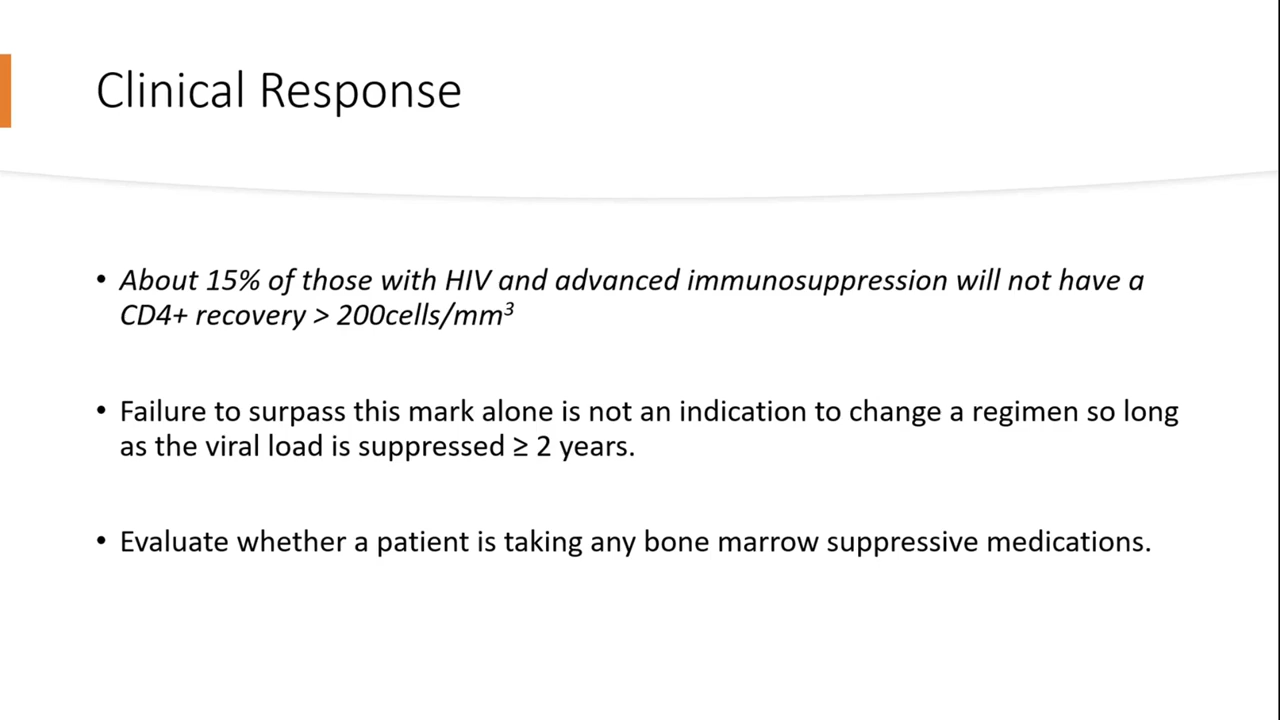 Clinical Response
• About 15% of those with HIV and advanced immunosuppression will not have a
CD4+ recovery > 200cells/mm³
• Failure to surpass this mark alone is not an indication to change a regimen so long
as the viral load is suppressed ≥ 2 years.
• Evaluate whether a patient is taking any bone marrow suppressive medications.